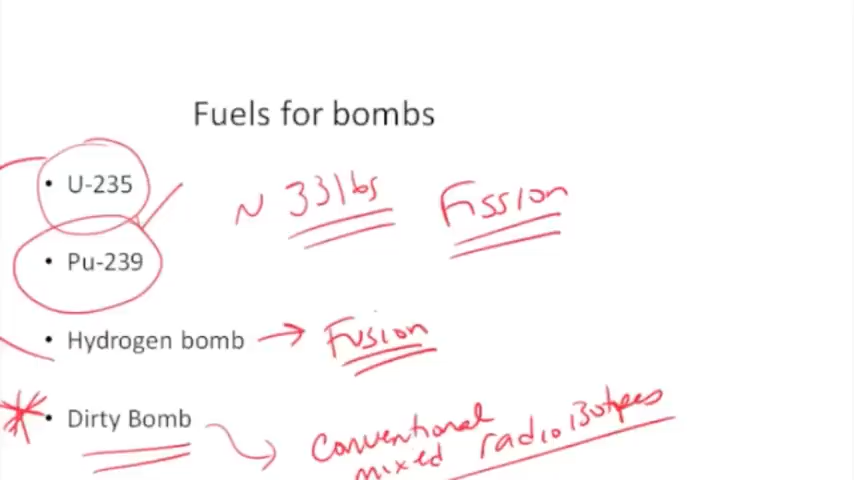 Fuels for bombs
• U-235
~ 33lbs Fission
• Pu-239
• Hydrogen bomb → Fusion
• Dirty Bomb
Conventional
mixed radioisotopes